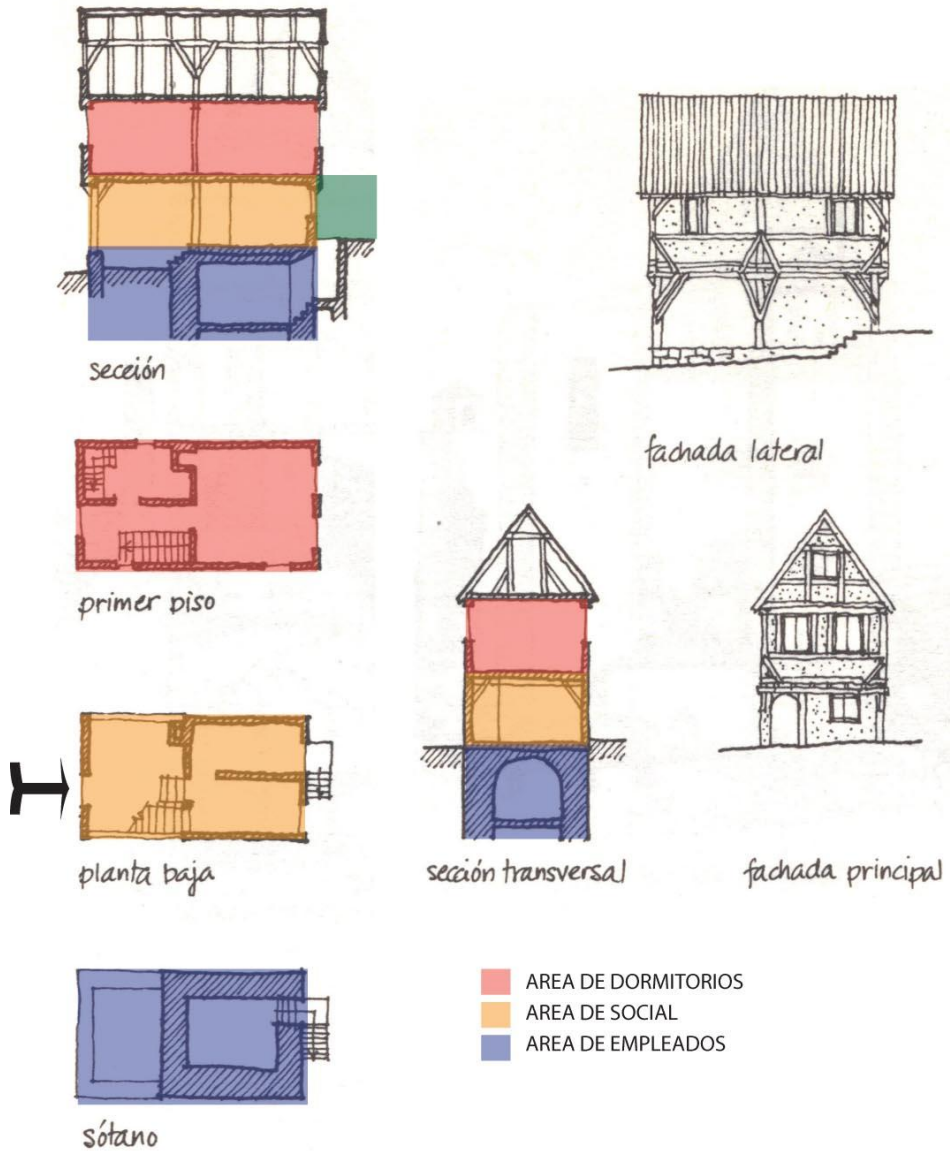 sección
fachada lateral
primer piso
planta baja
sección transversal
fachada principal
AREA DE DORMITORIOS
AREA DE SOCIAL
AREA DE EMPLEADOS
sótano